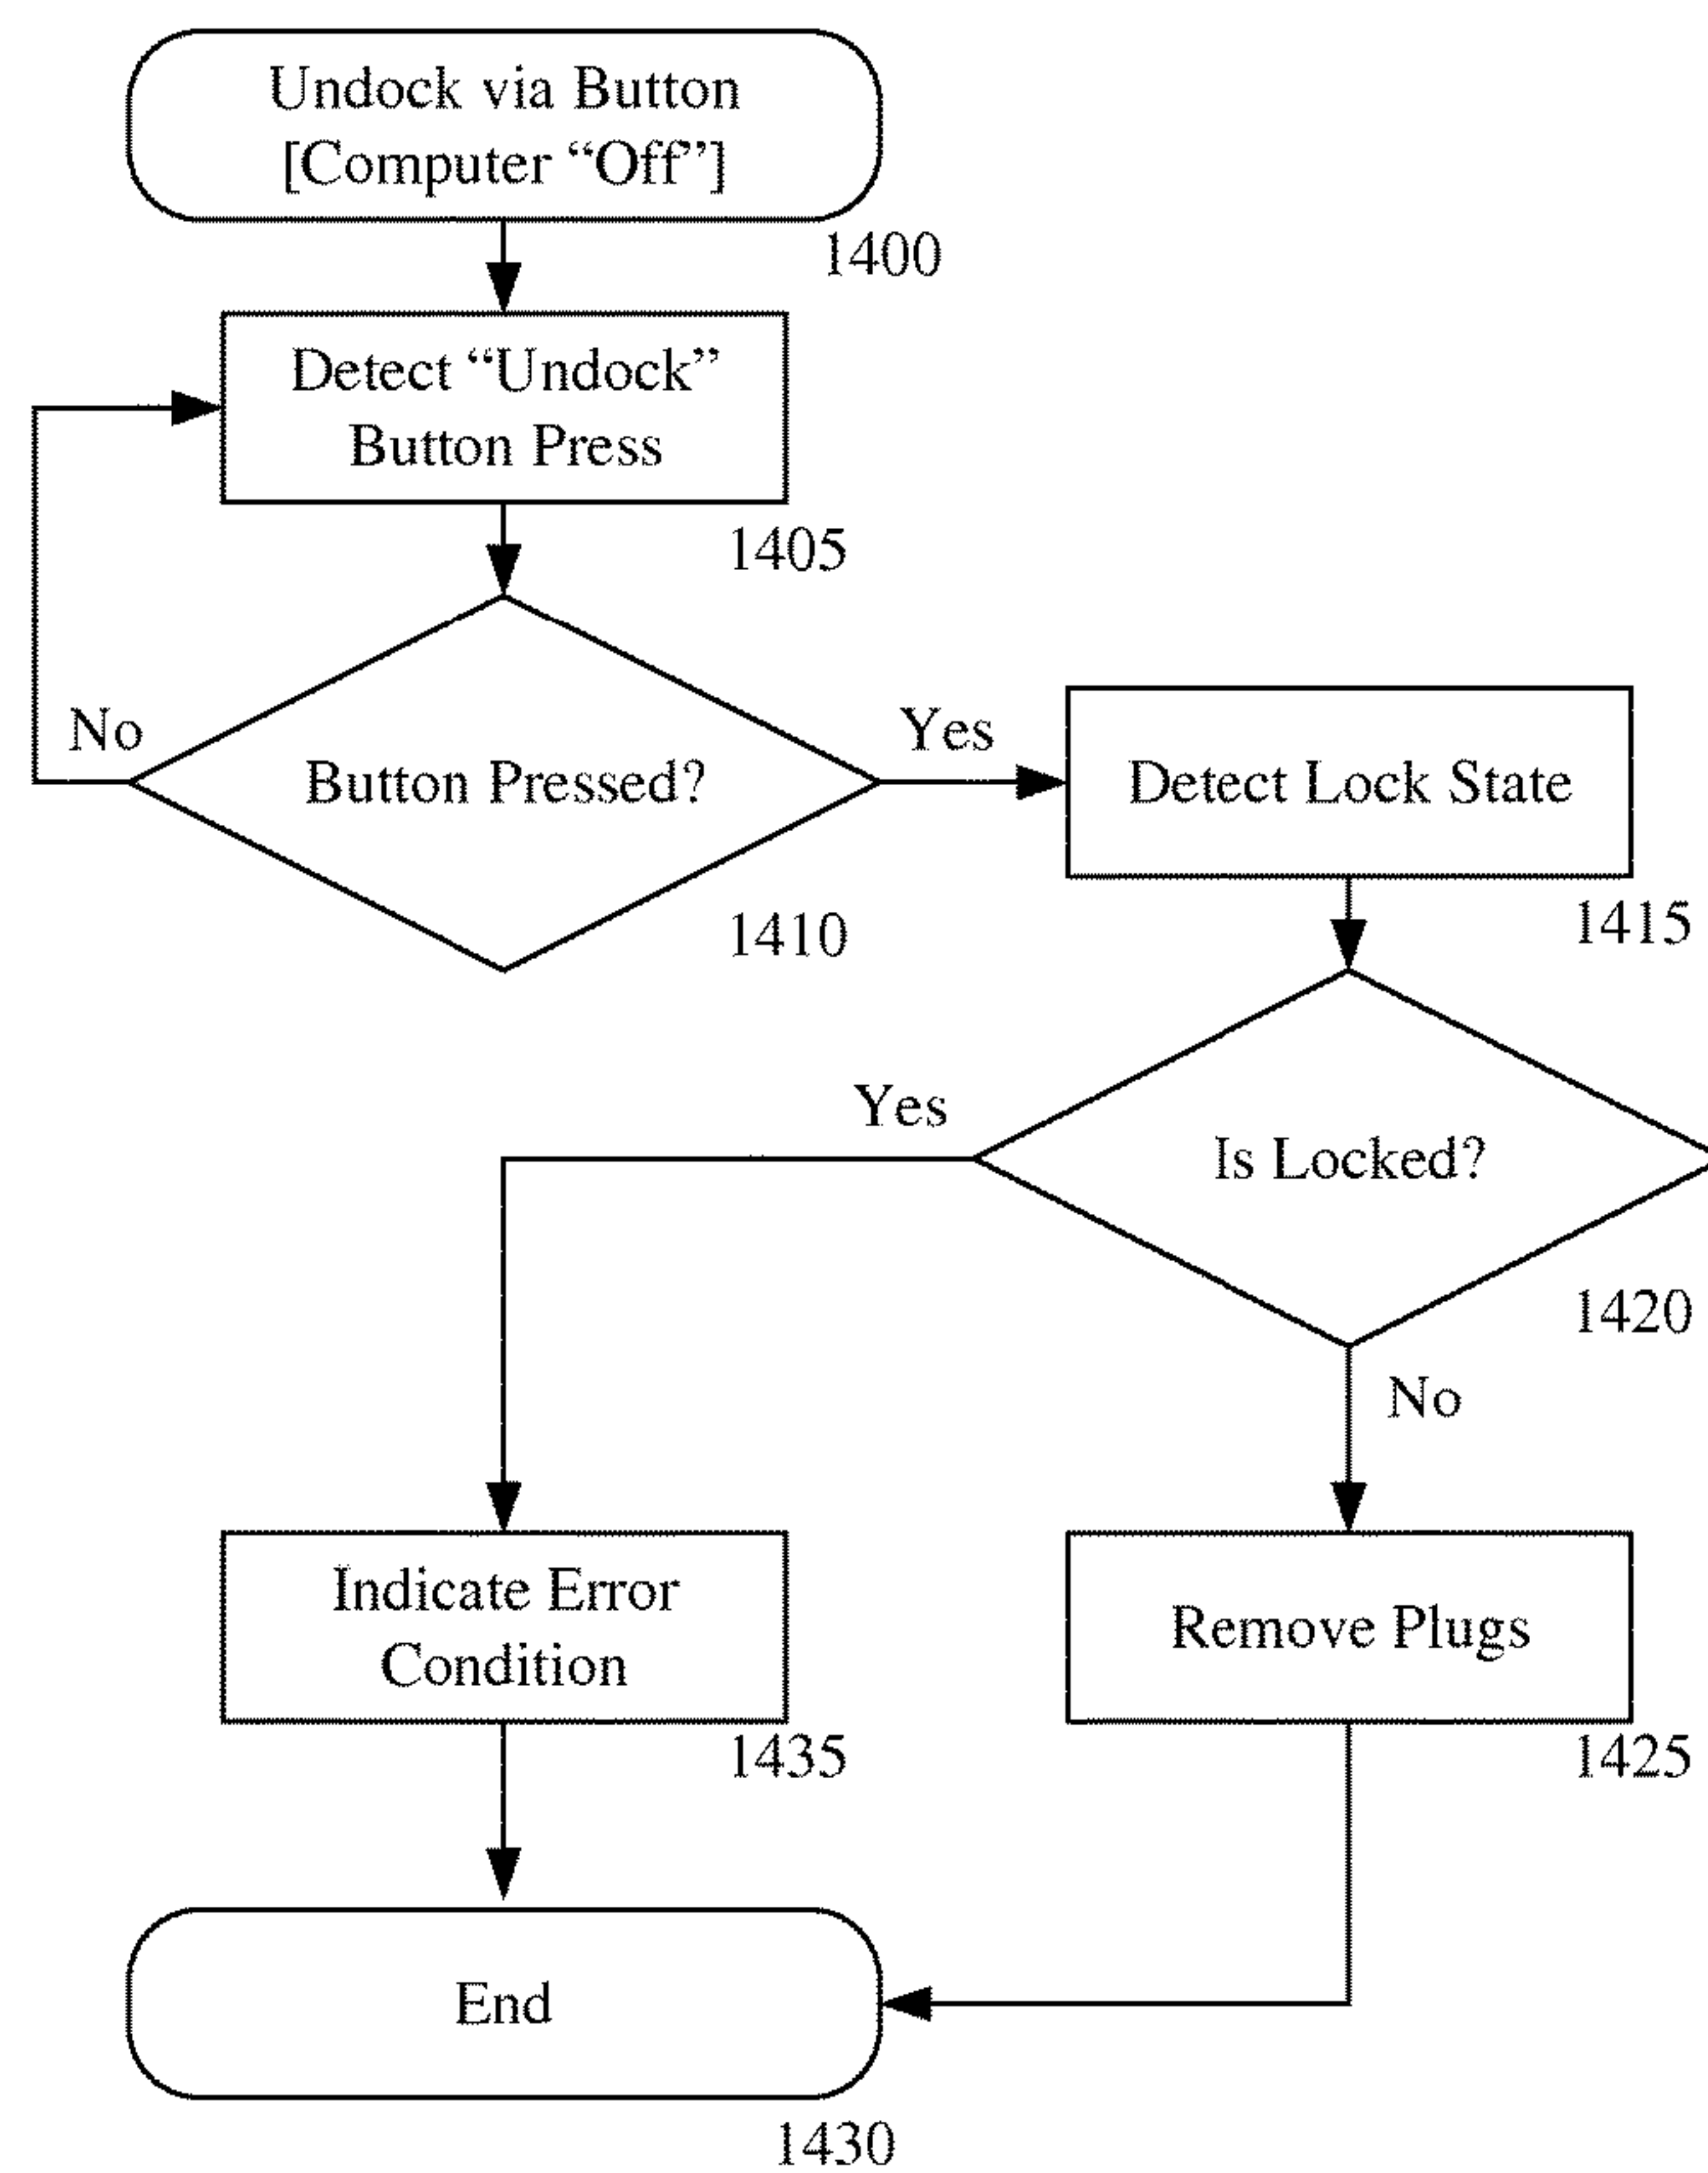 Undock via Button
[Computer “Off”]
1400
Detect “Undock”
Button Press
1405
No
Button Pressed?
Yes
1410
Detect Lock State
1415
Yes
Is Locked?
1420
No
Indicate Error
Condition
1435
Remove Plugs
1425
End
1430